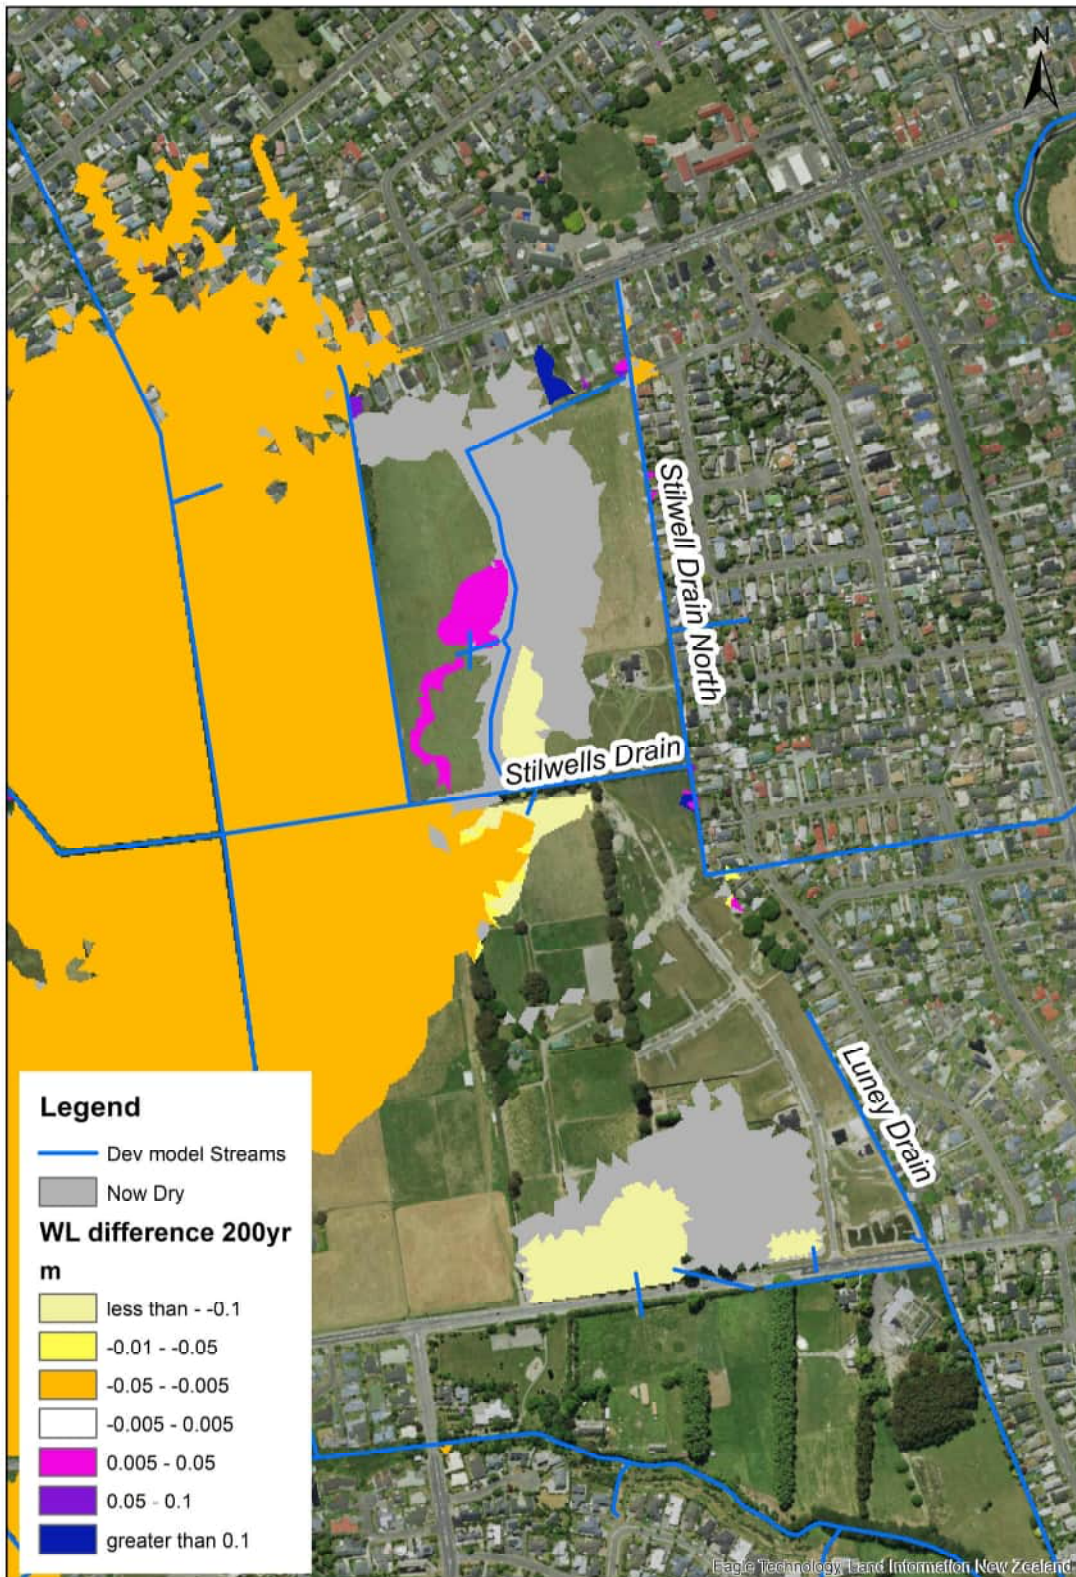 N
Stilwell Drain North
Stilwells Drain
Luney Drain
Legend
Dev model Streams
Now Dry
WL difference 200yr
m
less than - -0.1
-0.01 - -0.05
-0.05 - -0.005
-0.005 - 0.005
0.005 - 0.05
0.05 - 0.1
greater than 0.1
Eagle Technology, Land Information New Zealand